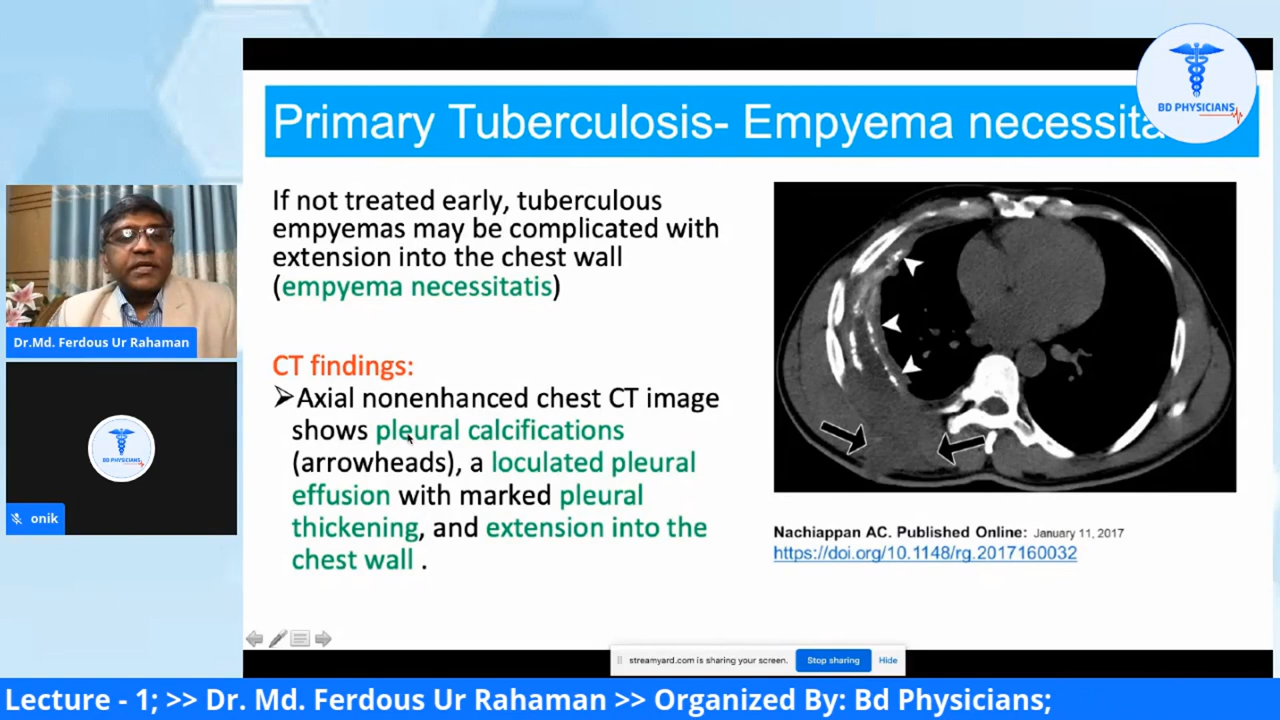 BD PHYSICIANS
Primary Tuberculosis- Empyema necessita
If not treated early, tuberculous
empyemas may be complicated with
extension into the chest wall
(empyema necessitatis)
CT findings:
➢Axial nonenhanced chest CT image
shows pleural calcifications
(arrowheads), a loculated pleural
effusion with marked pleural
thickening, and extension into the
chest wall .
Nachiappan AC. Published Online: January 11, 2017
https://doi.org/10.1148/rg.2017160032
Dr.Md. Ferdous Ur Rahaman
BD PHYSICIANS
onik
streamyard.com is sharing your screen. Stop sharing Hide
Lecture - 1; >> Dr. Md. Ferdous Ur Rahaman >> Organized By: Bd Physicians;